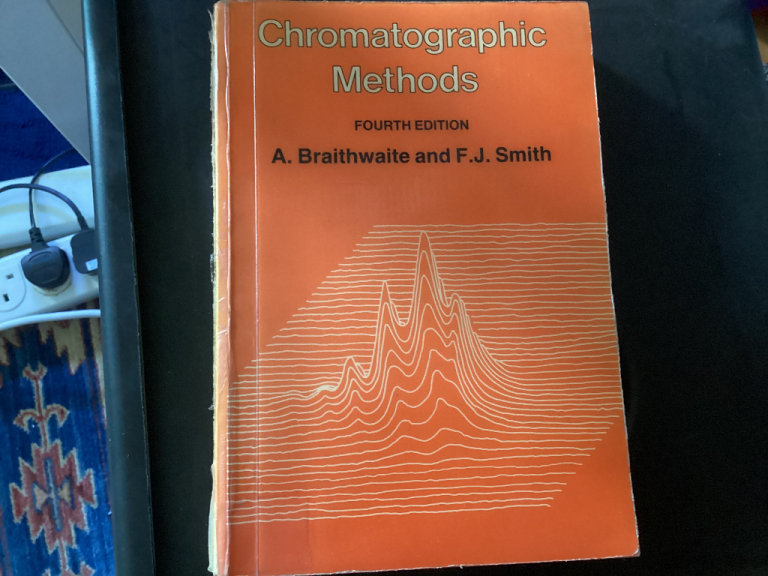 Chromatographic
Methods
FOURTH EDITION
A. Braithwaite and F.J. Smith